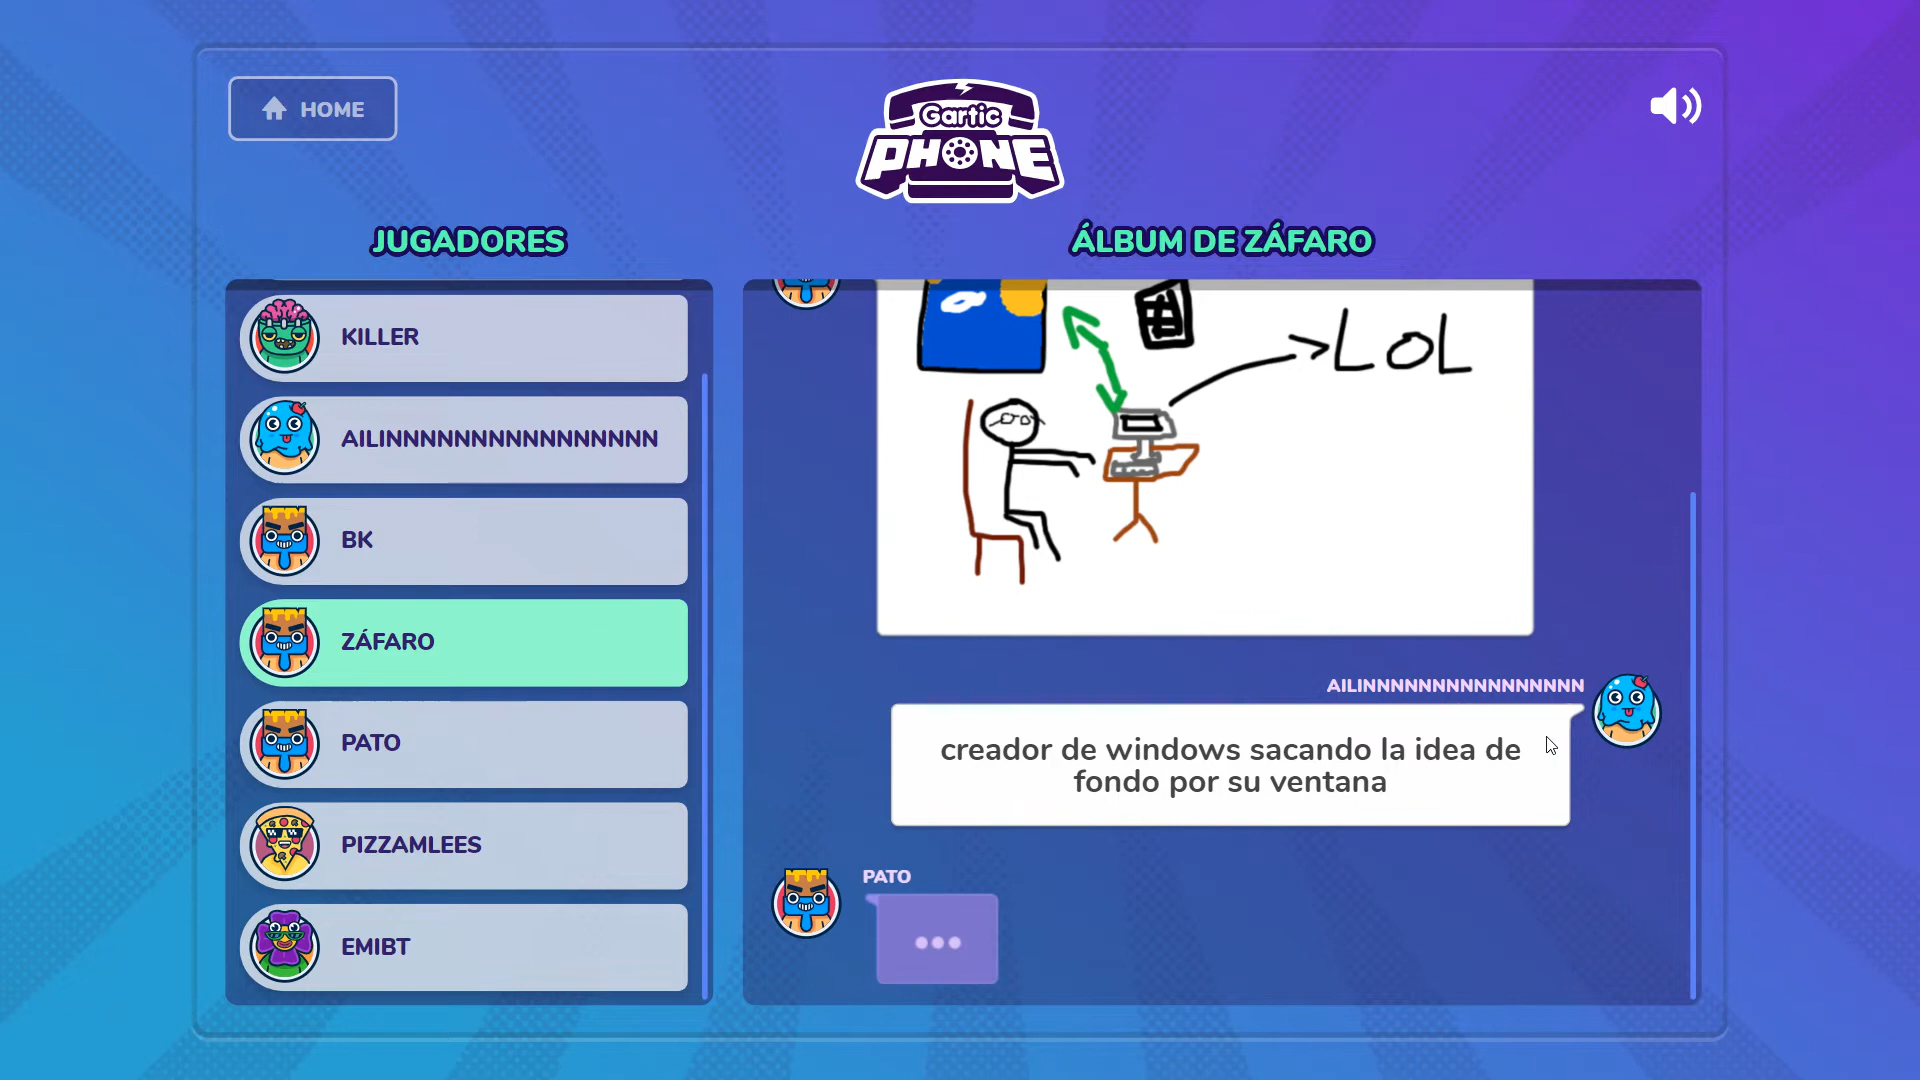 HOME
Gartic
PHONE
JUGADORES
ÁLBUM DE ZÁFARO
KILLER
AILINNNNNNNNNNNNNNNN
BK
ZÁFARO
PATO
PIZZAMLEES
EMIBT
>LOL
AILINNNNNNNNNNNNNNNN
creador de windows sacando la idea de
fondo por su ventana
PATO